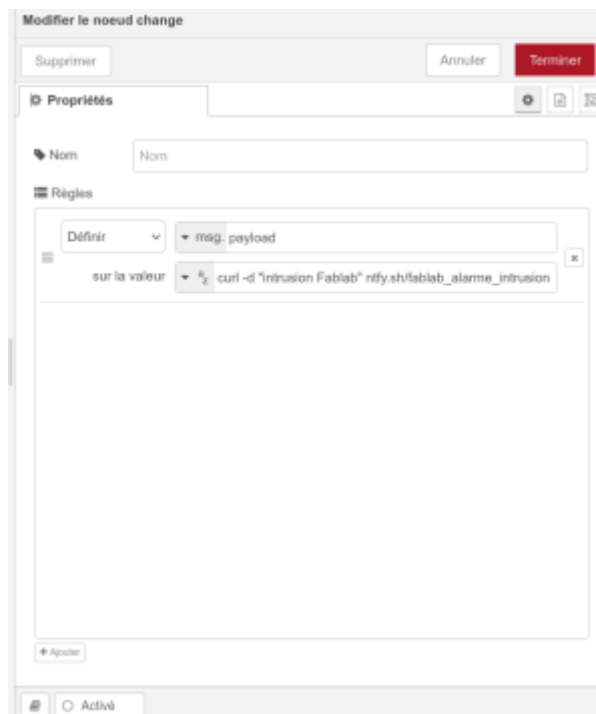 Modifier le noeud change
Supprimer
Annuler
Terminer
Propriétés
Nom
Nom
Règles
Définir
msg. payload
sur la valeur
curl -d "intrusion Fablab" ntfy.sh/fablab_alarme_intrusion
Ajouter
Activé